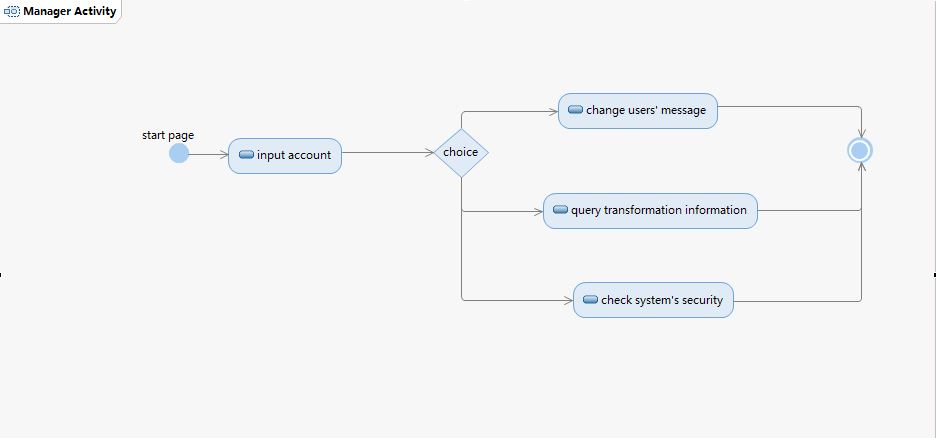 Manager Activity
start page
input account
choice
change users' message
query transformation information
check system's security